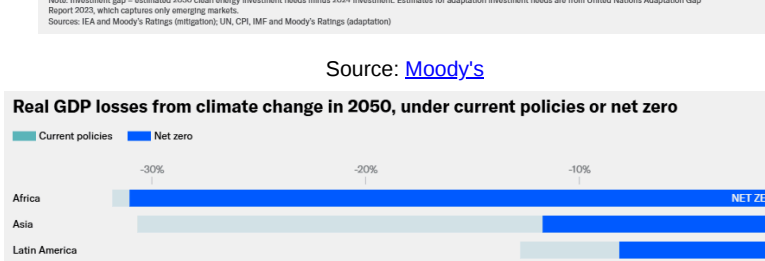 Note: Investment gap = estimated 2030 clean energy investment needs minus 2024 investment. Estimates for adaptation investment needs are from United Nations Adaptation Gap
Report 2023, which captures only emerging markets.
Sources: IEA and Moody's Ratings (mitigation); UN, CPI, IMF and Moody's Ratings (adaptation)
Source: Moody's
Real GDP losses from climate change in 2050, under current policies or net zero
Current policies Net zero
-30% -20% -10%
Africa NET ZE
Asia
Latin America